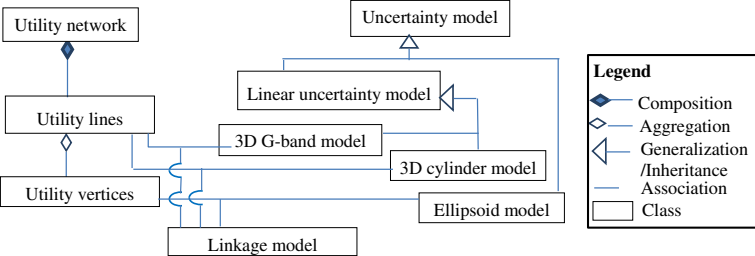 Utility network
Uncertainty model
Linear uncertainty model
Utility lines
3D G-band model
3D cylinder model
Utility vertices
Ellipsoid model
Linkage model
Legend
Composition
Aggregation
Generalization
/Inheritance
Association
Class